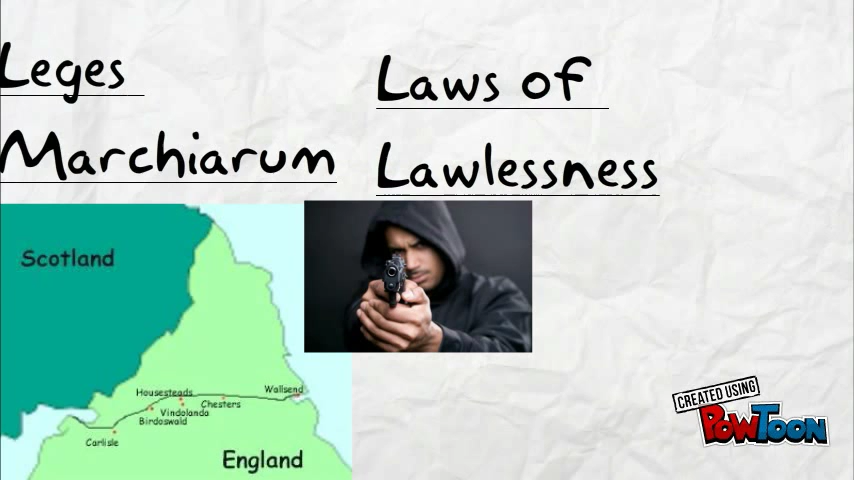 Leges
Marchiarum
Laws of
Lawlessness
Scotland
Housesteads
Wallsend
Chesters
Vindolanda
Birdoswald
Carlisle
England
CREATED USING
POWTOON